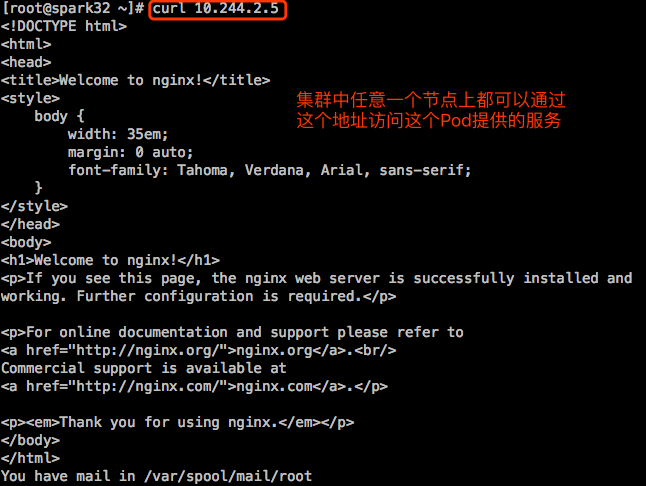 [root@spark32 ~]# curl 10.244.2.5
<!DOCTYPE html>
<html>
<head>
<title>Welcome to nginx!</title>
<style>
    body {
        width: 35em;
        margin: 0 auto;
        font-family: Tahoma, Verdana, Arial, sans-serif;
    }
</style>
</head>
<body>
<h1>Welcome to nginx!</h1>
<p>If you see this page, the nginx web server is successfully installed and
working. Further configuration is required.</p>

<p>For online documentation and support please refer to
<a href="http://nginx.org/">nginx.org</a>.<br/>
Commercial support is available at
<a href="http://nginx.com/">nginx.com</a>.</p>

<p><em>Thank you for using nginx.</em></p>
</body>
</html>
You have mail in /var/spool/mail/root
集群中任意一个节点上都可以通过
这个地址访问这个Pod提供的服务